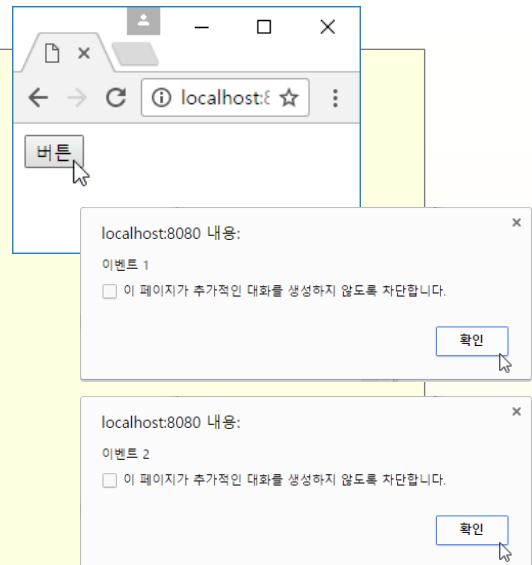 localhost:8
버튼
localhost:8080 내용:
이벤트 1
이 페이지가 추가적인 대화를 생성하지 않도록 차단합니다.
확인
localhost:8080 내용:
이벤트 2
이 페이지가 추가적인 대화를 생성하지 않도록 차단합니다.
확인